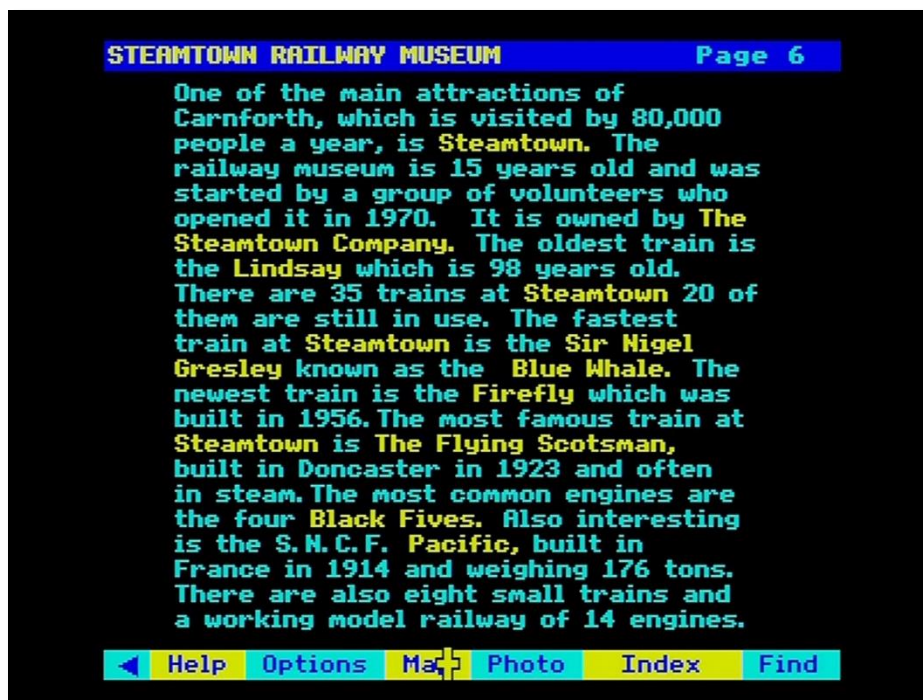 STEAMTOWN RAILWAY MUSEUM Page 6
One of the main attractions of
Carnforth, which is visited by 80,000
people a year, is Steamtown. The
railway museum is 15 years old and was
started by a group of volunteers who
opened it in 1970. It is owned by The
Steamtown Company. The oldest train is
the Lindsay which is 98 years old.
There are 35 trains at Steamtown 20 of
them are still in use. The fastest
train at Steamtown is the Sir Nigel
Gresley known as the Blue Whale. The
newest train is the Firefly which was
built in 1956. The most famous train at
Steamtown is The Flying Scotsman,
built in Doncaster in 1923 and often
in steam. The most common engines are
the four Black Fives. Also interesting
is the S.N.C.F. Pacific, built in
France in 1914 and weighing 176 tons.
There are also eight small trains and
a working model railway of 14 engines.
Help Options Map Photo Index Find